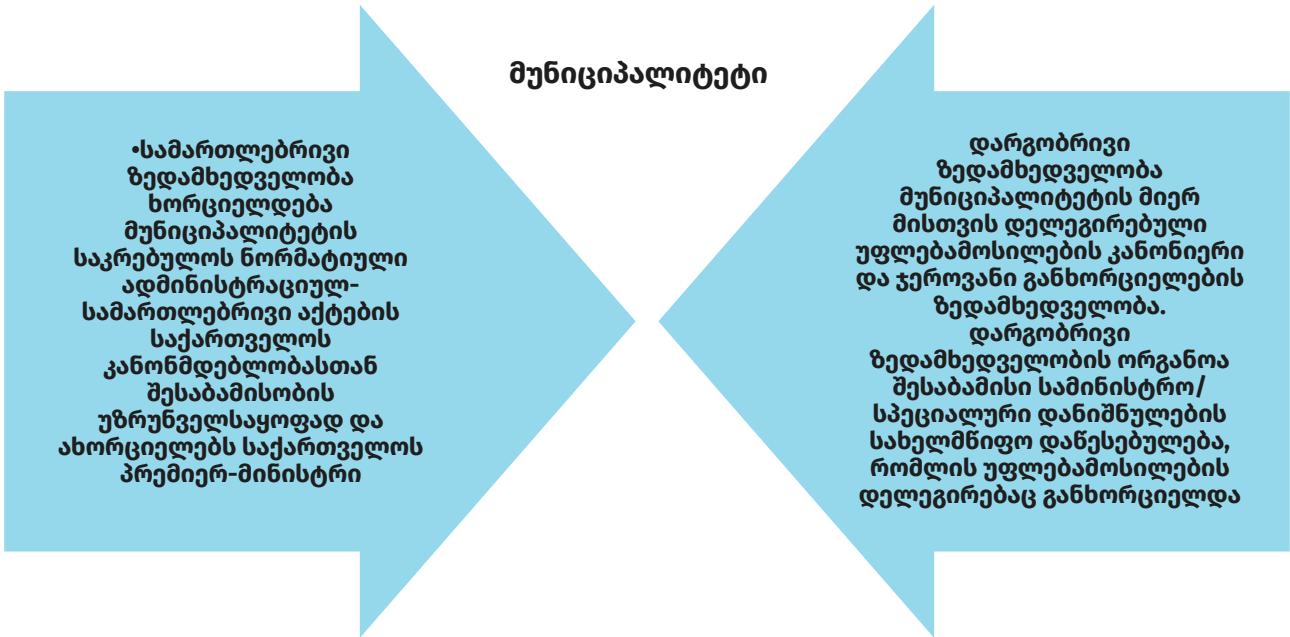 მუნიციპალიტეტი
•სამართლებრივი
ზედამხედველობა
ხორციელდება
მუნიციპალიტეტის
საკრებულოს ნორმატიული
ადმინისტრაციულ-
სამართლებრივი აქტების
საქართველოს
კანონმდებლობასთან
შესაბამისობის
უზრუნველსაყოფად და
ახორციელებს საქართველოს
პრემიერ-მინისტრი
დარგობრივი
ზედამხედველობა
მუნიციპალიტეტის მიერ
მისთვის დელეგირებული
უფლებამოსილების კანონიერი
და ჯეროვანი განხორციელების
ზედამხედველობა.
დარგობრივი
ზედამხედველობის ორგანოა
შესაბამისი სამინისტრო/
სპეციალური დანიშნულების
სახელმწიფო დაწესებულება,
რომლის უფლებამოსილების
დელეგირებაც განხორციელდა